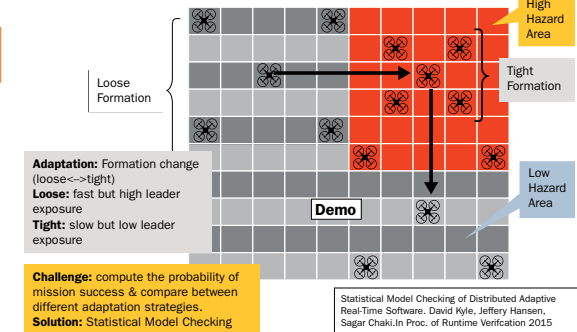 High
Hazard
Area
Loose
Formation
Tight
Formation
Adaptation: Formation change
(loose<-->tight)
Loose: fast but high leader
exposure
Tight: slow but low leader
exposure
Low
Hazard
Area
Demo
Challenge: compute the probability of
mission success & compare between
different adaptation strategies.
Solution: Statistical Model Checking
Statistical Model Checking of Distributed Adaptive
Real-Time Software. David Kyle, Jeffery Hansen,
Sagar Chaki.In Proc. of Runtime Verifcation 2015